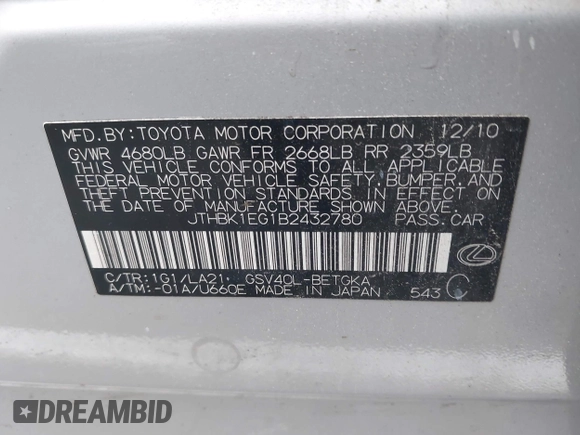 MFD. BY: TOYOTA MOTOR CORPORATION 12/10
GVWR 4680LB GAWR FR 2668LB RR 2359LB
THIS VEHICLE CONFORMS TO ALL APPLICABLE
FEDERAL MOTOR VEHICLE SAFETY, BUMPER, AND
THEFT PREVENTION STANDARDS IN EFFECT ON
THE DATE OF MANUFACTURE SHOWN ABOVE.
JTHBK1EG1B2432780 PASS. CAR
C/TR: 1G1/LA21 GSV40L-BETGKA
A/TM: -01A/U660E MADE IN JAPAN 543 C
DREAMBID